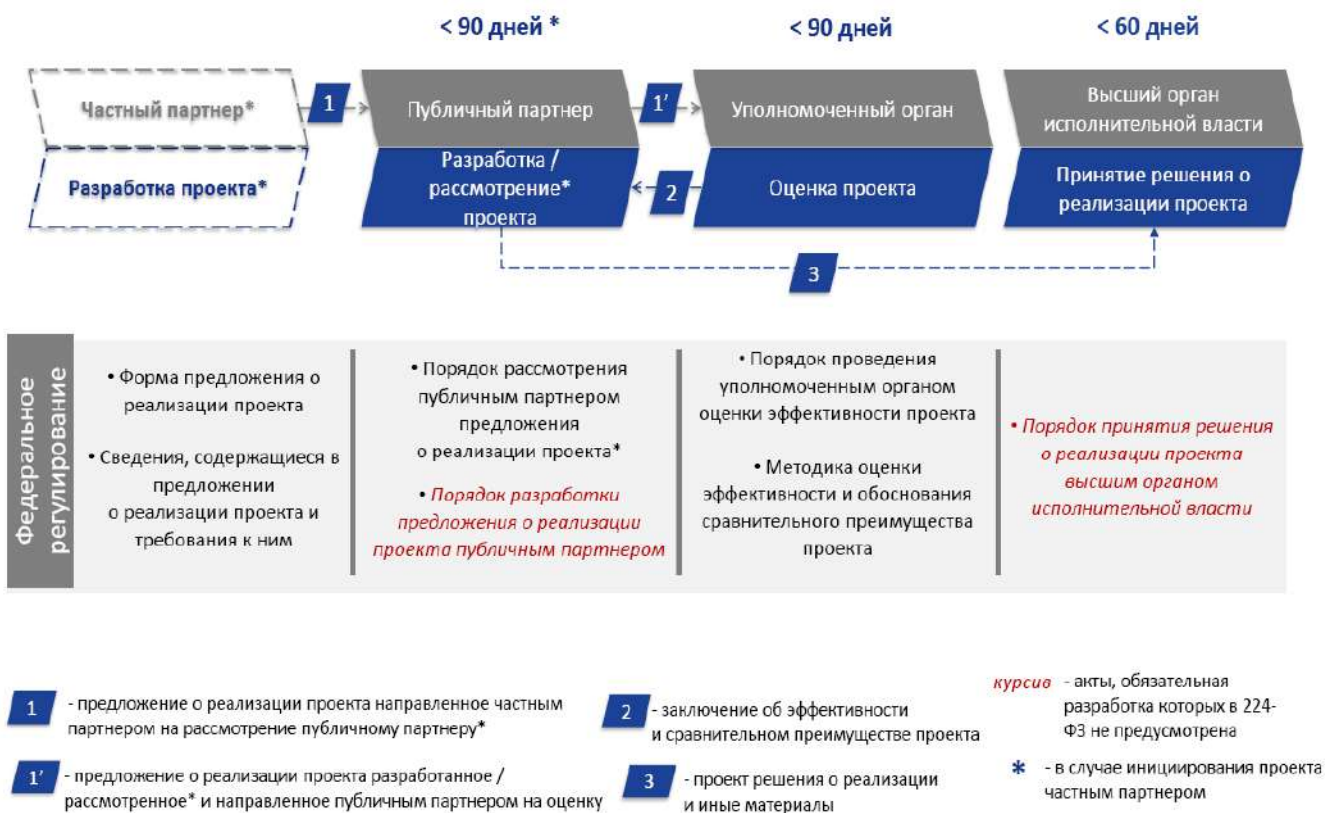 < 90 дней *
< 90 дней
< 60 дней
Частный партнер*
1
Публичный партнер
1'
Уполномоченный орган
Высший орган
исполнительной власти
Разработка проекта*
Разработка /
рассмотрение*
проекта
2
Оценка проекта
Принятие решения о
реализации проекта
3
Федеральное
регулирование
• Форма предложения о
реализации проекта
• Сведения, содержащиеся в
предложении
о реализации проекта и
требования к ним
• Порядок рассмотрения
публичным партнером
предложения
о реализации проекта*
• Порядок разработки
предложения о реализации
проекта публичным партнером
• Порядок проведения
уполномоченным органом
оценки эффективности проекта
• Методика оценки
эффективности и обоснования
сравнительного преимущества
проекта
• Порядок принятия решения
о реализации проекта
высшим органом
исполнительной власти
1 - предложение о реализации проекта направленное частным
партнером на рассмотрение публичному партнеру*
1' - предложение о реализации проекта разработанное /
рассмотренное* и направленное публичным партнером на оценку
2 - заключение об эффективности
и сравнительном преимуществе проекта
3 - проект решения о реализации
и иные материалы
курсив - акты, обязательная
разработка которых в 224-
ФЗ не предусмотрена
* - в случае инициирования проекта
частным партнером